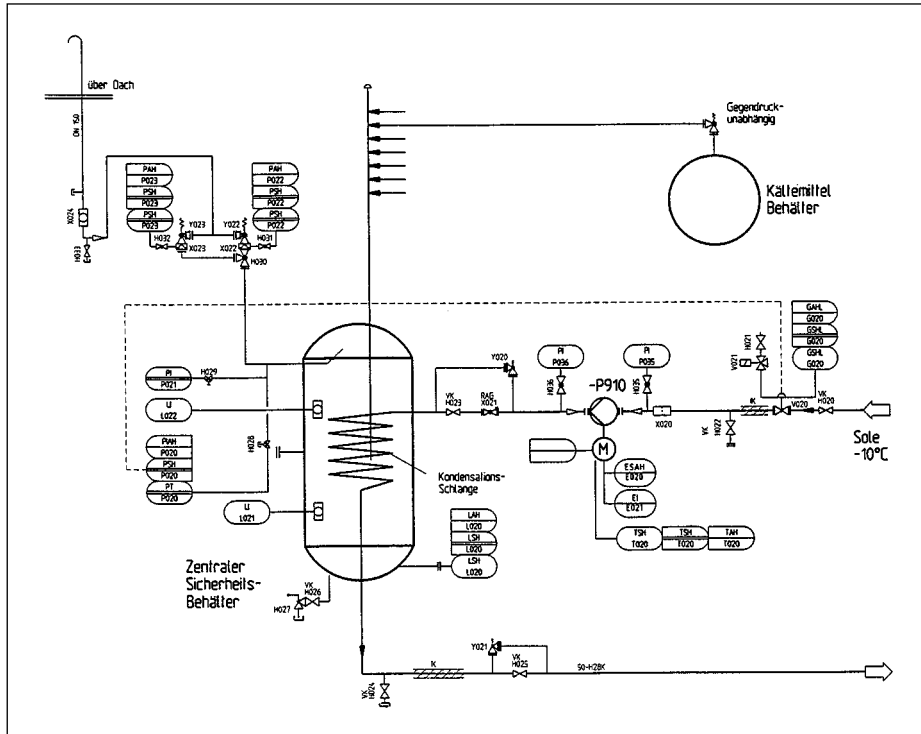 über Dach
DN 150
X024
H033
PAH
P023
PSH
P023
PSH
P023
PAH
P022
PSH
P022
PSH
P022
Y023
Y022
H032
X023
X022
H031
H030
Gegendruck-
unabhängig
Kältemittel
Behälter
GAHL
G020
GSHL
G020
GSHL
G020
H021
V021
PI
P021
H029
LI
L022
PIAH
P020
PSH
P020
PT
P020
H028
LI
L021
Y020
VK
H023
RAG
X021
PI
P036
H036
-P910
PI
P035
H035
X020
IK
V020
VK
H020
VK
H022
Sole
-10°C
M
ESAH
E020
EI
E021
TSH
T020
TSH
T020
TAH
T020
Kondensations-
Schlange
LAH
L020
LSH
L020
LSH
L020
Zentraler
Sicherheits-
Behälter
VK
H026
H027
VK
H024
IK
Y021
VK
H025